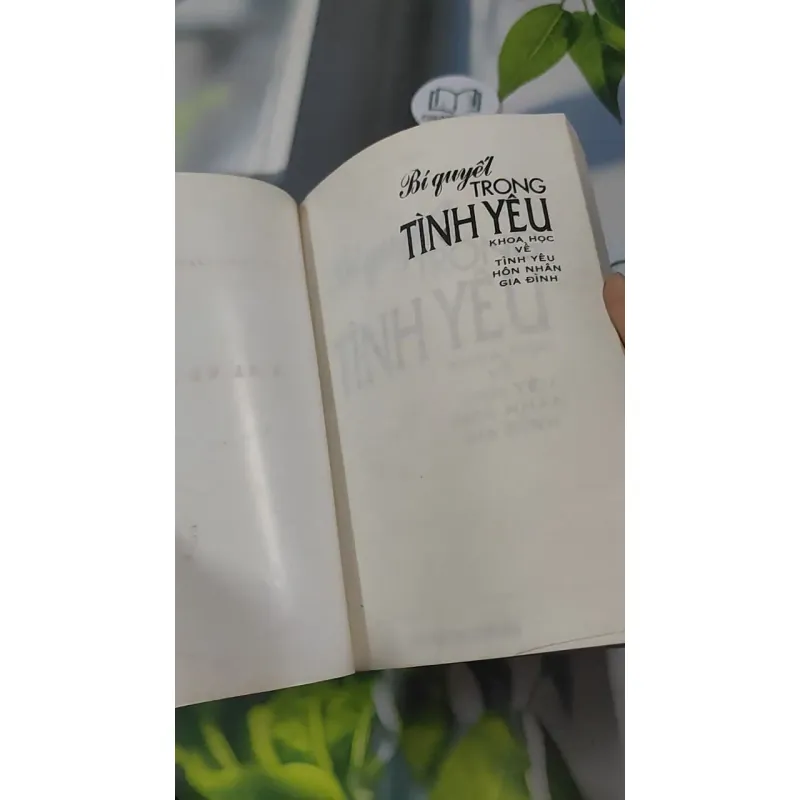 Bí quyết
TRONG
TÌNH YÊU
KHOA HỌC
VỀ
TÌNH YÊU
HÔN NHÂN
GIA ĐÌNH